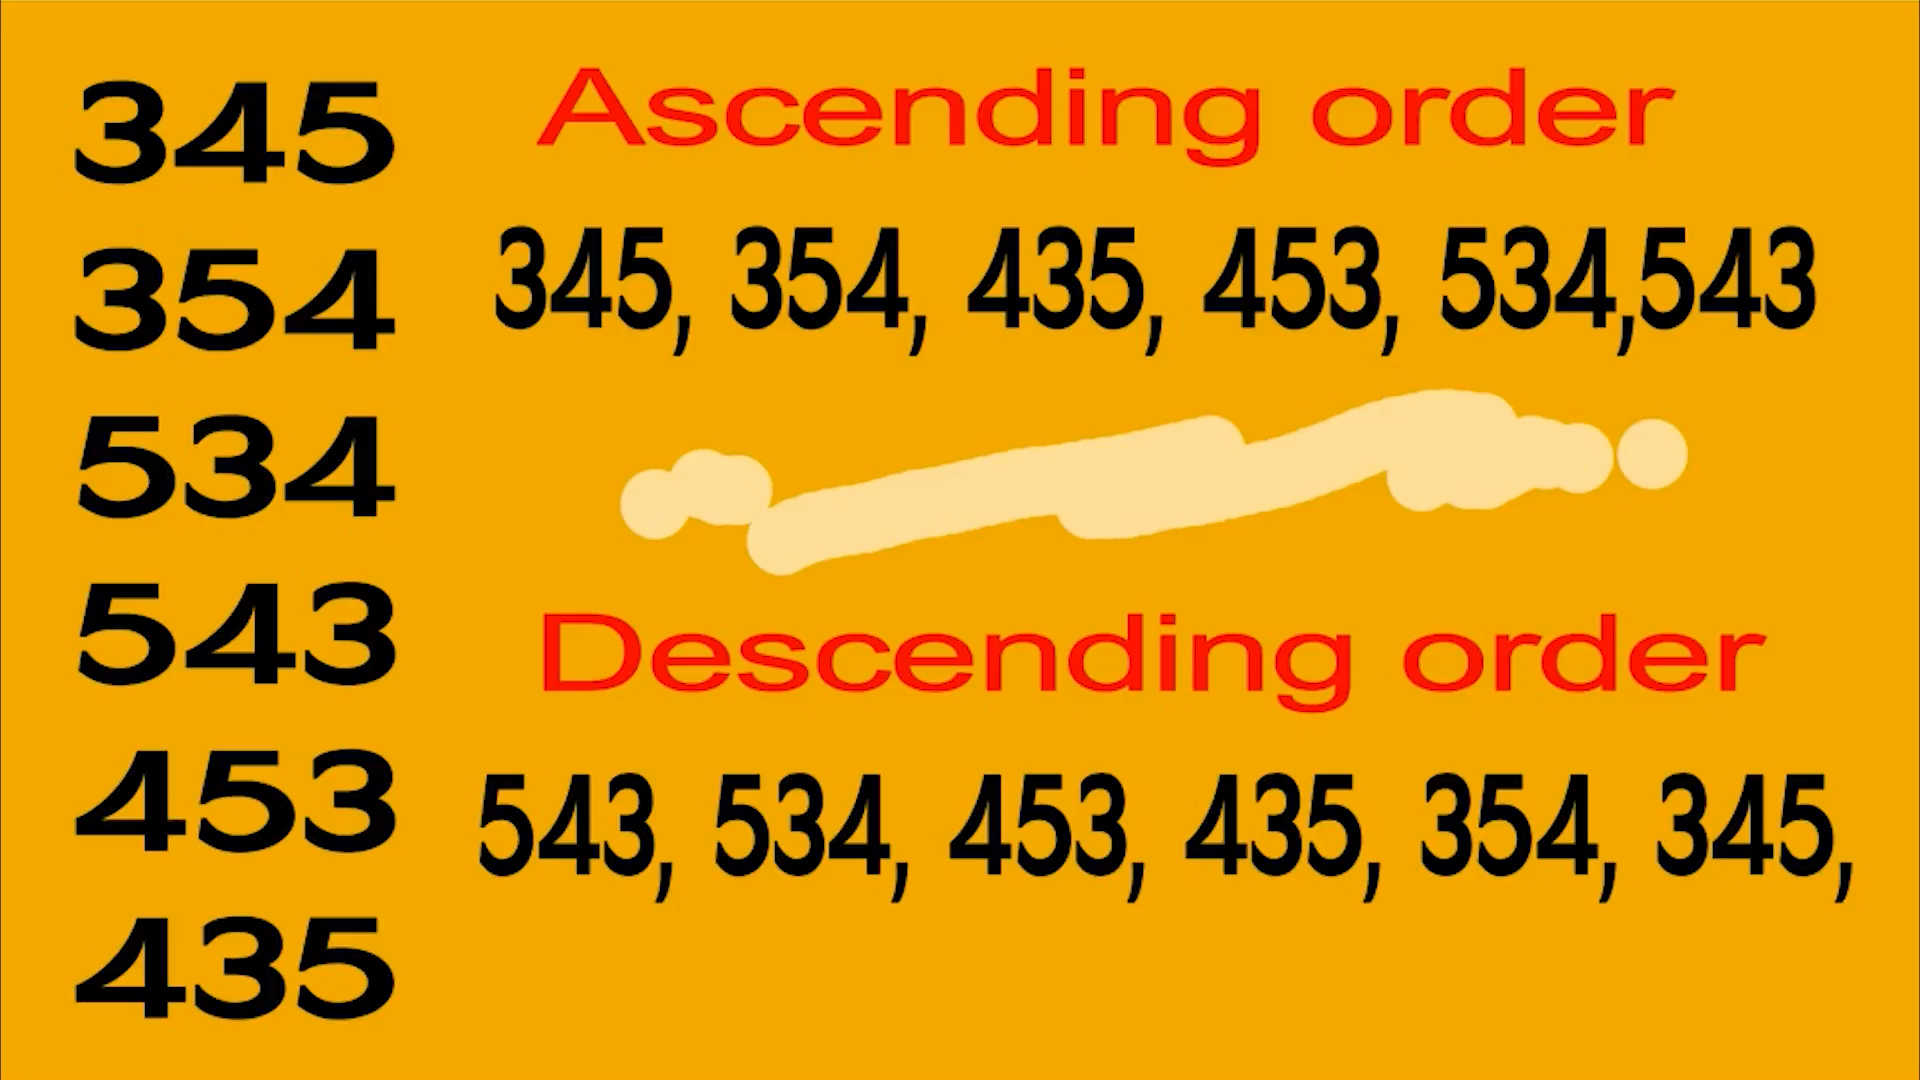 345
354
534
543
453
435
Ascending order
345, 354, 435, 453, 534,543
Descending order
543, 534, 453, 435, 354, 345,